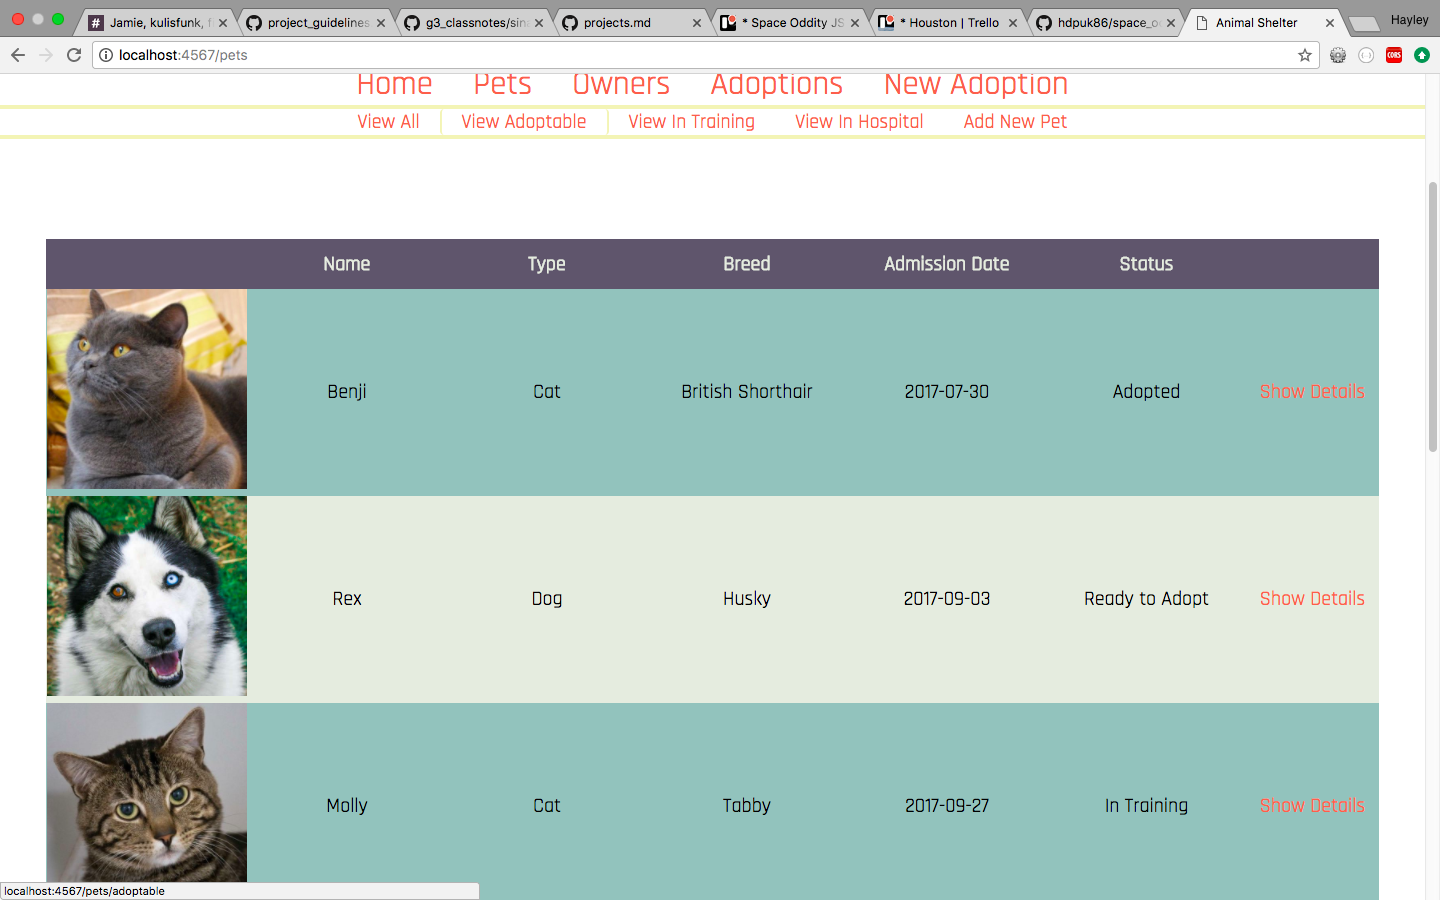 Jamie, kulisfunk, f
project_guidelines
g3_classnotes/sina
projects.md
* Space Oddity JS
* Houston | Trello
hdpuk86/space_o
Animal Shelter
Hayley
localhost:4567/pets
CORS
Home Pets Owners Adoptions New Adoption
View All View Adoptable View In Training View In Hospital Add New Pet
Name Type Breed Admission Date Status
Benji Cat British Shorthair 2017-07-30 Adopted Show Details
Rex Dog Husky 2017-09-03 Ready to Adopt Show Details
Molly Cat Tabby 2017-09-27 In Training Show Details
localhost:4567/pets/adoptable